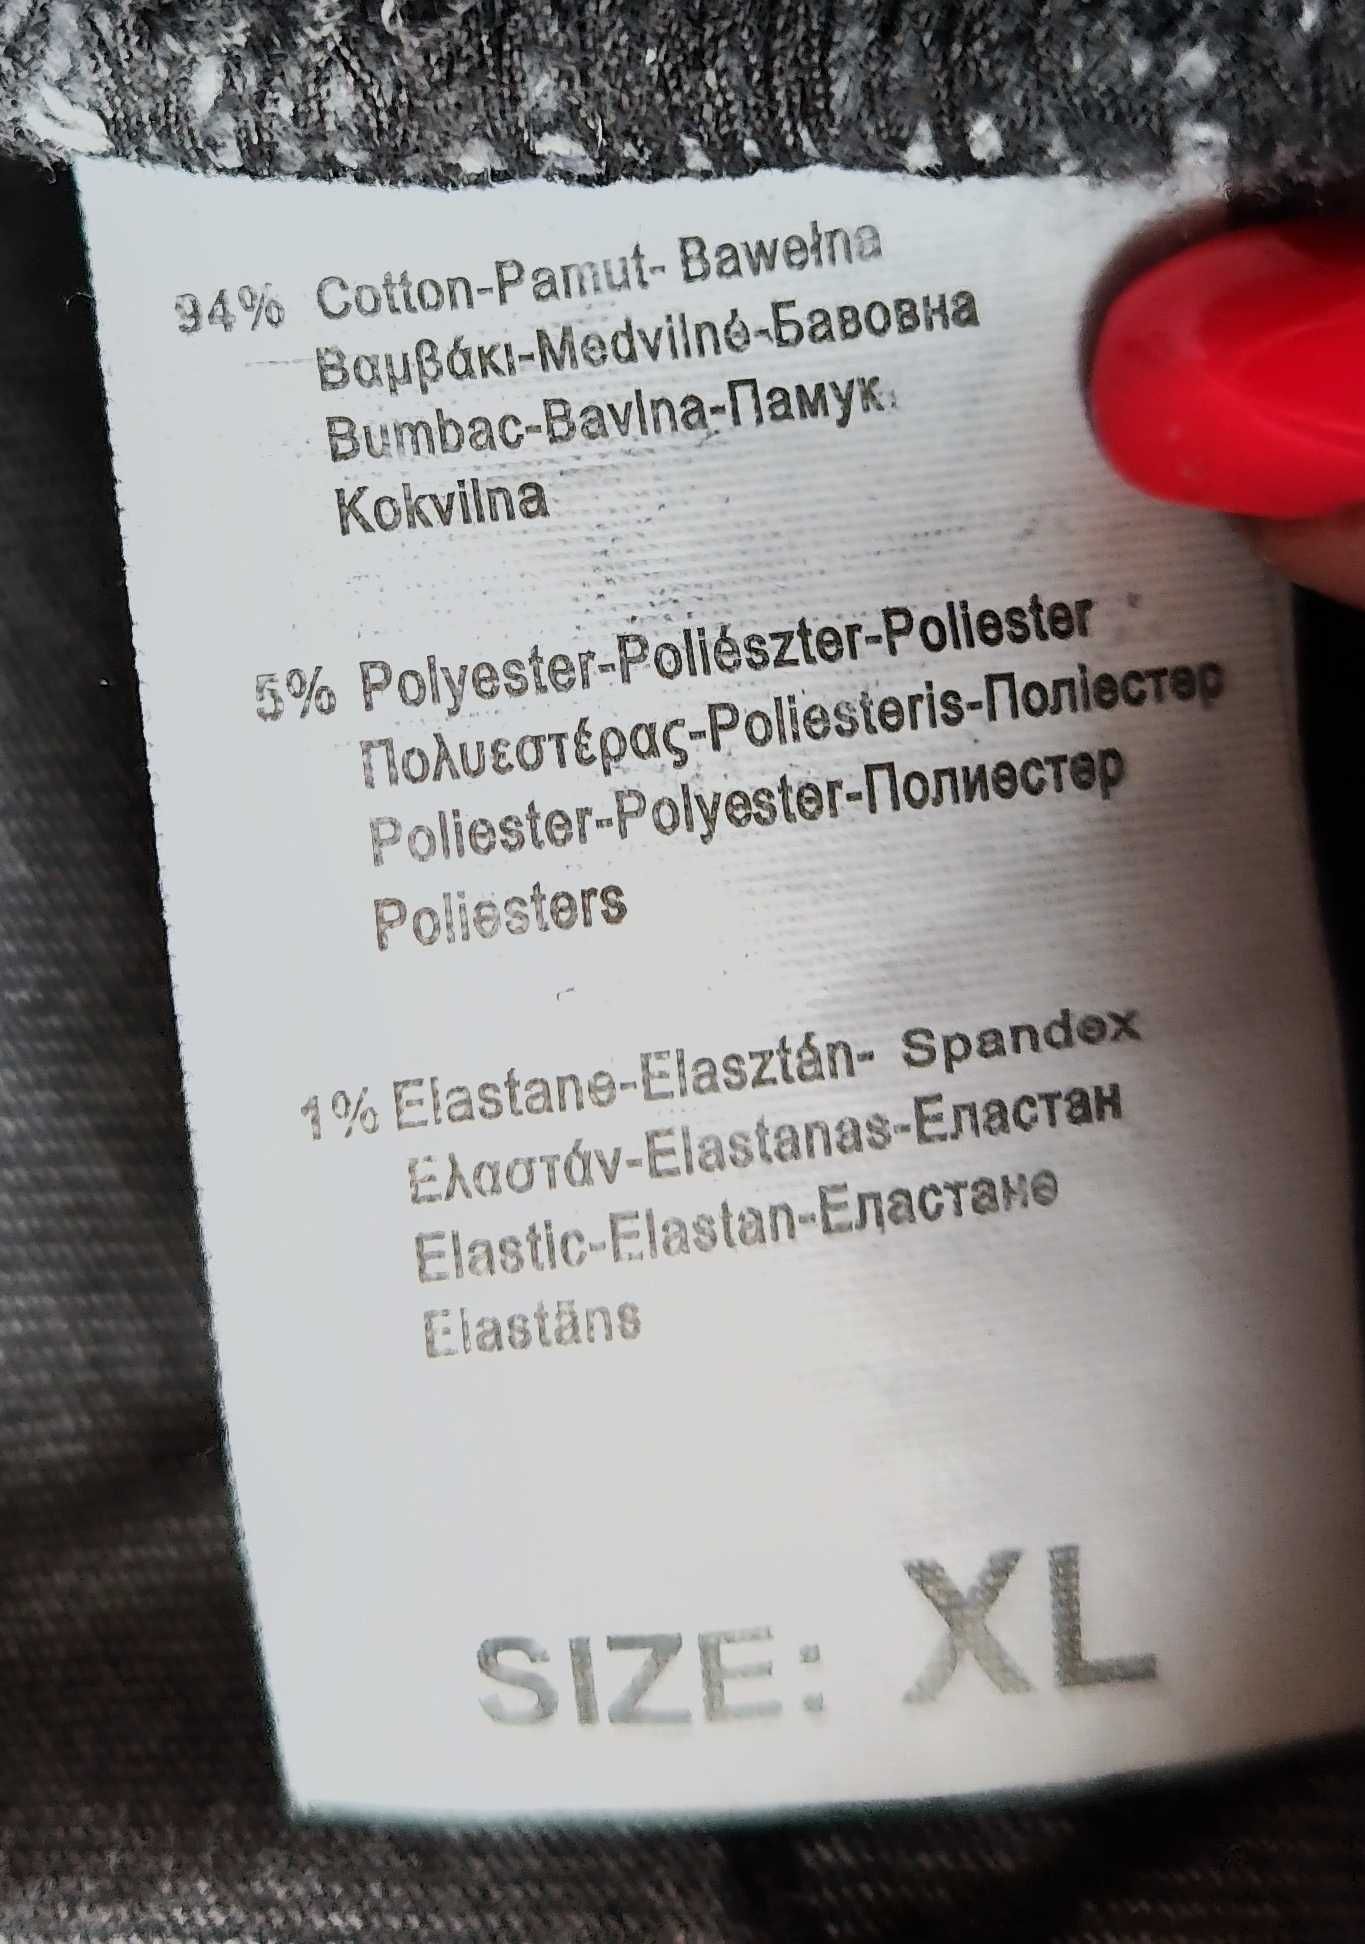 94% Cotton-Pamut- Bawełna
Βαμβάκι-Medvilné-Бавовна
Bumbac-Bavlna-Памук
Kokvilna
5% Polyester-Poliészter-Poliester
Πολυεστέρας-Poliesteris-Поліестер
Poliester-Polyester-Полиестер
Poliesters
1% Elastane-Elasztán- Spandex
Ελαστάν-Elastanas-Еластан
Elastic-Elastan-Еластане
Elastāns
SIZE: XL